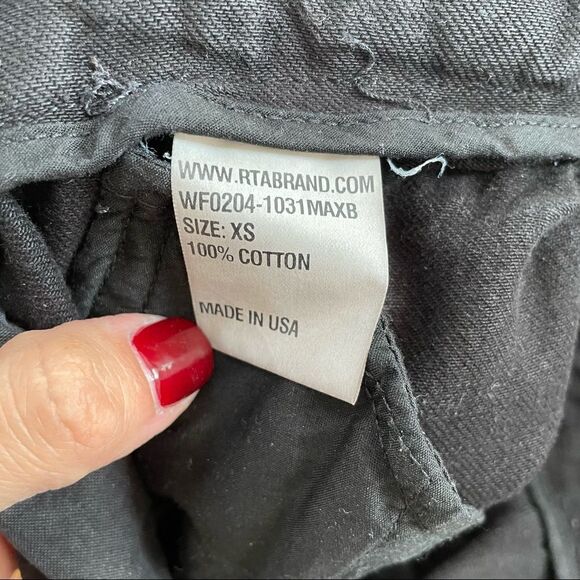 WWW.RTABRAND.COM
WF0204-1031MAXB
SIZE: XS
100% COTTON
MADE IN USA